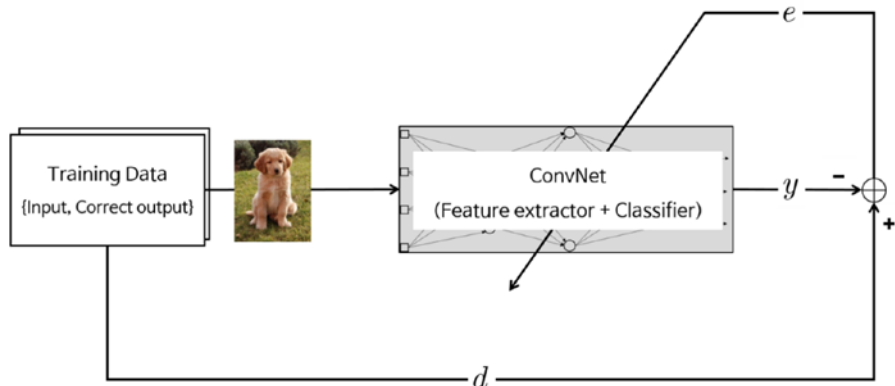 e
Training Data
{Input, Correct output}
ConvNet
(Feature extractor + Classifier)
y
-
+
d